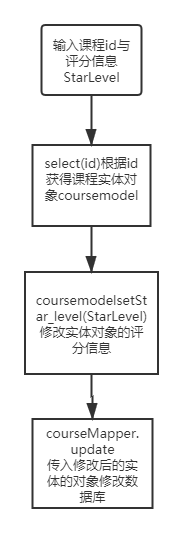 输入课程id与
评分信息
StarLevel
select(id)根据id
获得课程实体对
象coursemodel
coursemodelsetSt
ar_level(StarLevel)
修改实体对象的评
分信息
courseMapper.
update
传入修改后的实
体的对象修改数
据库